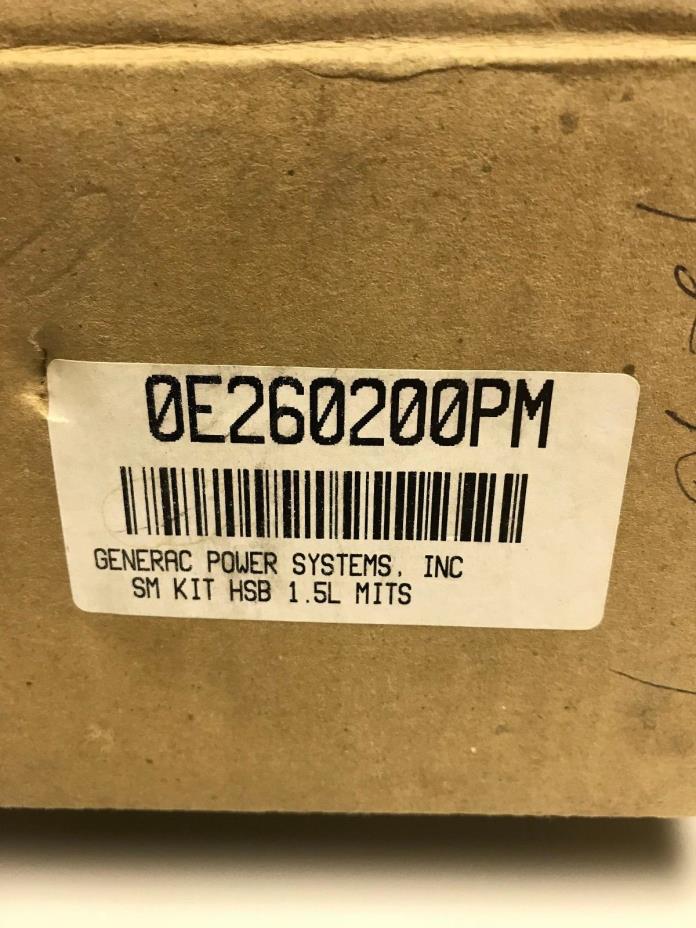 0E260200PM
GENERAC POWER SYSTEMS, INC
SM KIT HSB 1.5L MITS